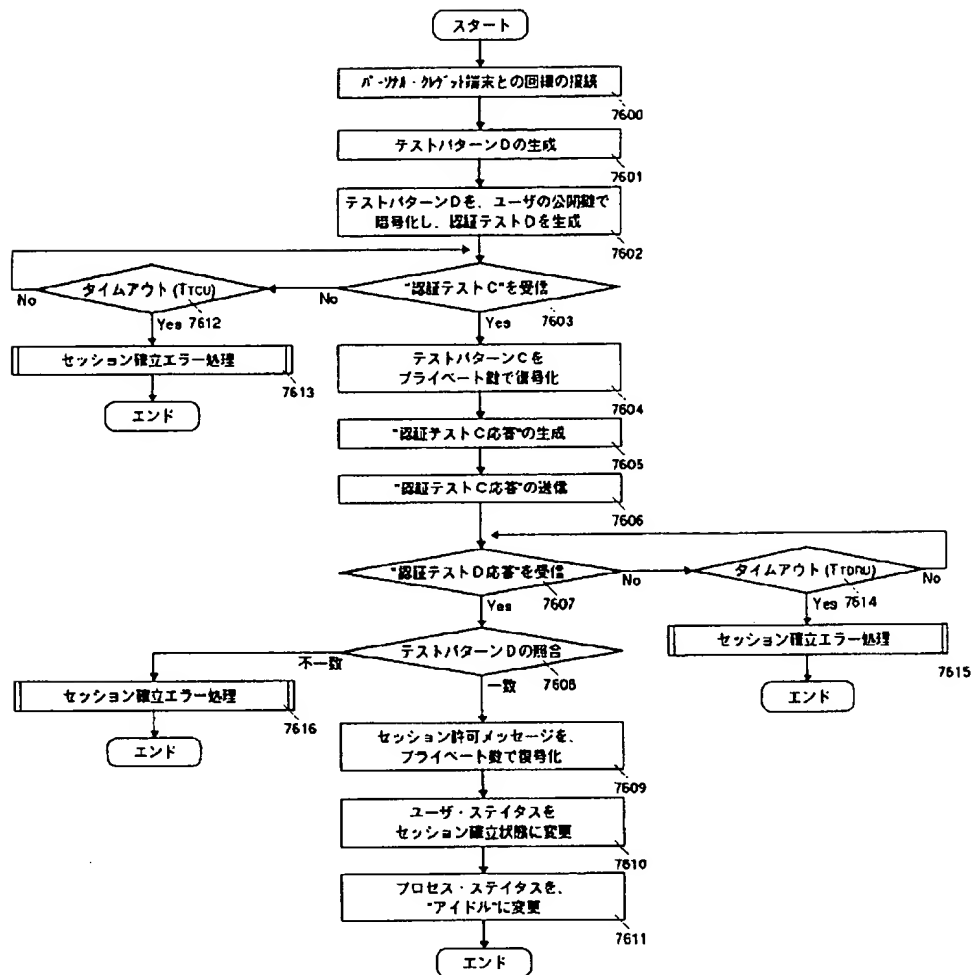 スタート
パーソナル・クレジット端末との回線の接続
7600
テストパターンDの生成
7601
テストパターンDを、ユーザの公開鍵で
暗号化し、認証テストDを生成
7602
"認証テストC"を受信
7603
No
Yes
タイムアウト(TTCU)
7612
No
Yes
セッション確立エラー処理
7613
エンド
テストパターンCを
プライベート鍵で復号化
7604
"認証テストC応答"の生成
7605
"認証テストC応答"の送信
7606
"認証テストD応答"を受信
7607
No
Yes
タイムアウト(TTDRU)
7614
No
Yes
セッション確立エラー処理
7615
エンド
テストパターンDの照合
7608
不一致
一致
セッション確立エラー処理
7616
エンド
セッション許可メッセージを、
プライベート鍵で復号化
7609
ユーザ・ステイタスを
セッション確立状態に変更
7610
プロセス・ステイタスを、
"アイドル"に変更
7611
エンド